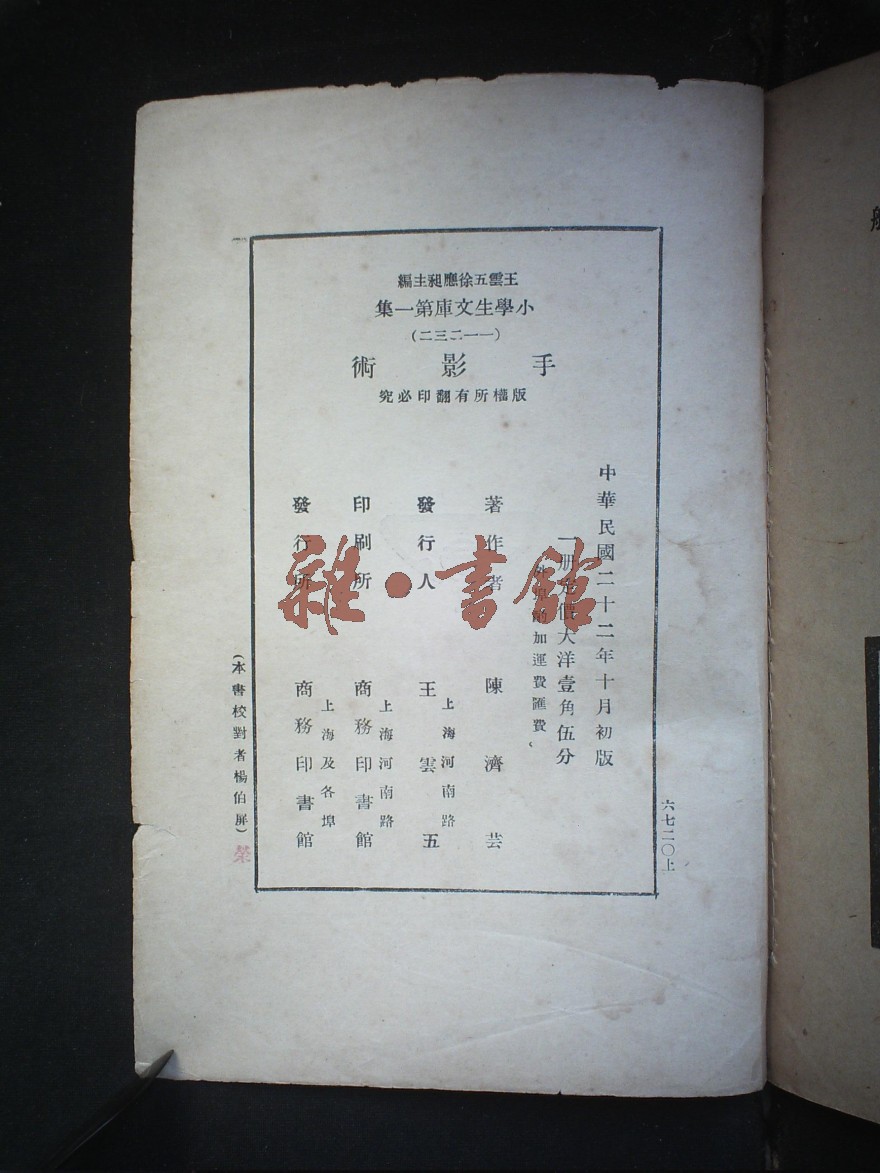 王雲五徐應昶主編
小學生文庫第一集
(一一二三二)
手影術
版權所有翻印必究
中華民國二十二年十月初版
一冊定價大洋壹角伍分
外埠酌加運費匯費
著作者 陳濟芸
發行人 王雲五
上海河南路
印刷所 商務印書館
上海河南路
發行所 商務印書館
上海及各埠
(本書校對者楊伯屏)
六七二〇上
雜·書館